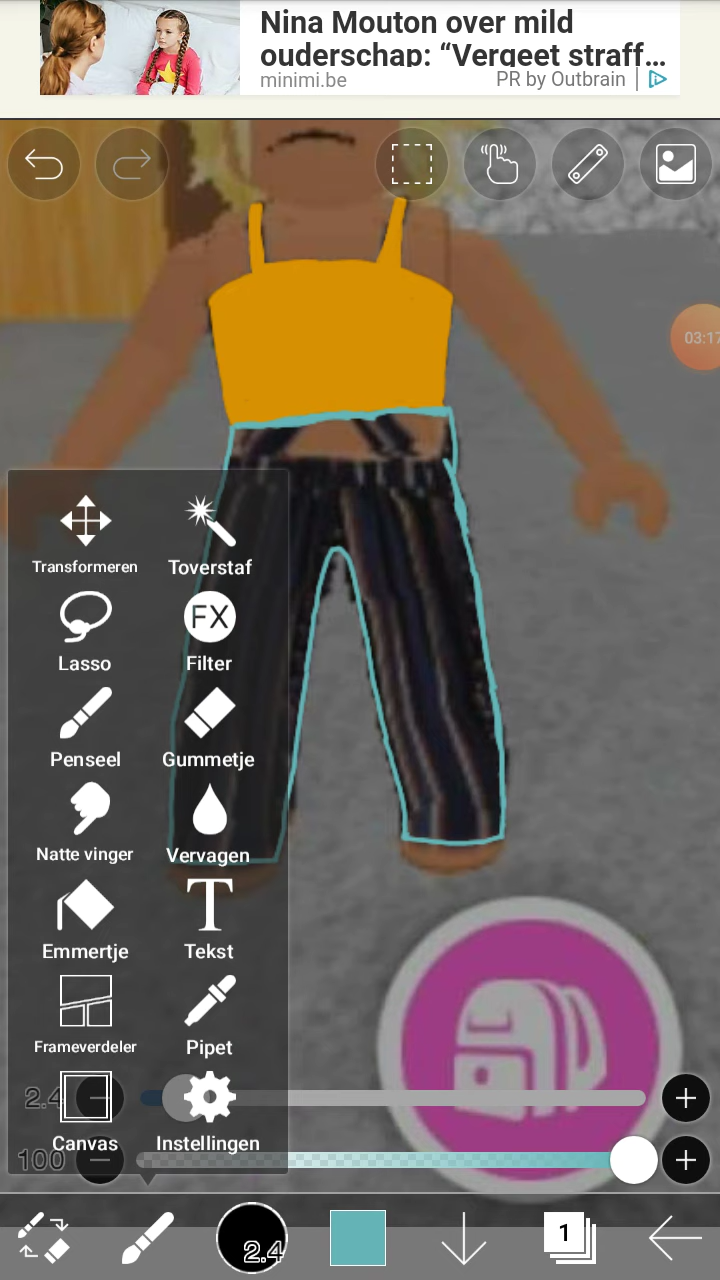 Nina Mouton over mild
ouderschap: “Vergeet straff...
minimi.be
PR by Outbrain
03:17
Transformeren
Toverstaf
Lasso
FX
Filter
Penseel
Gummetje
Natte vinger
Vervagen
Emmertje
T
Tekst
Frameverdeler
Pipet
2.4
Canvas
Instellingen
100
2.4
1